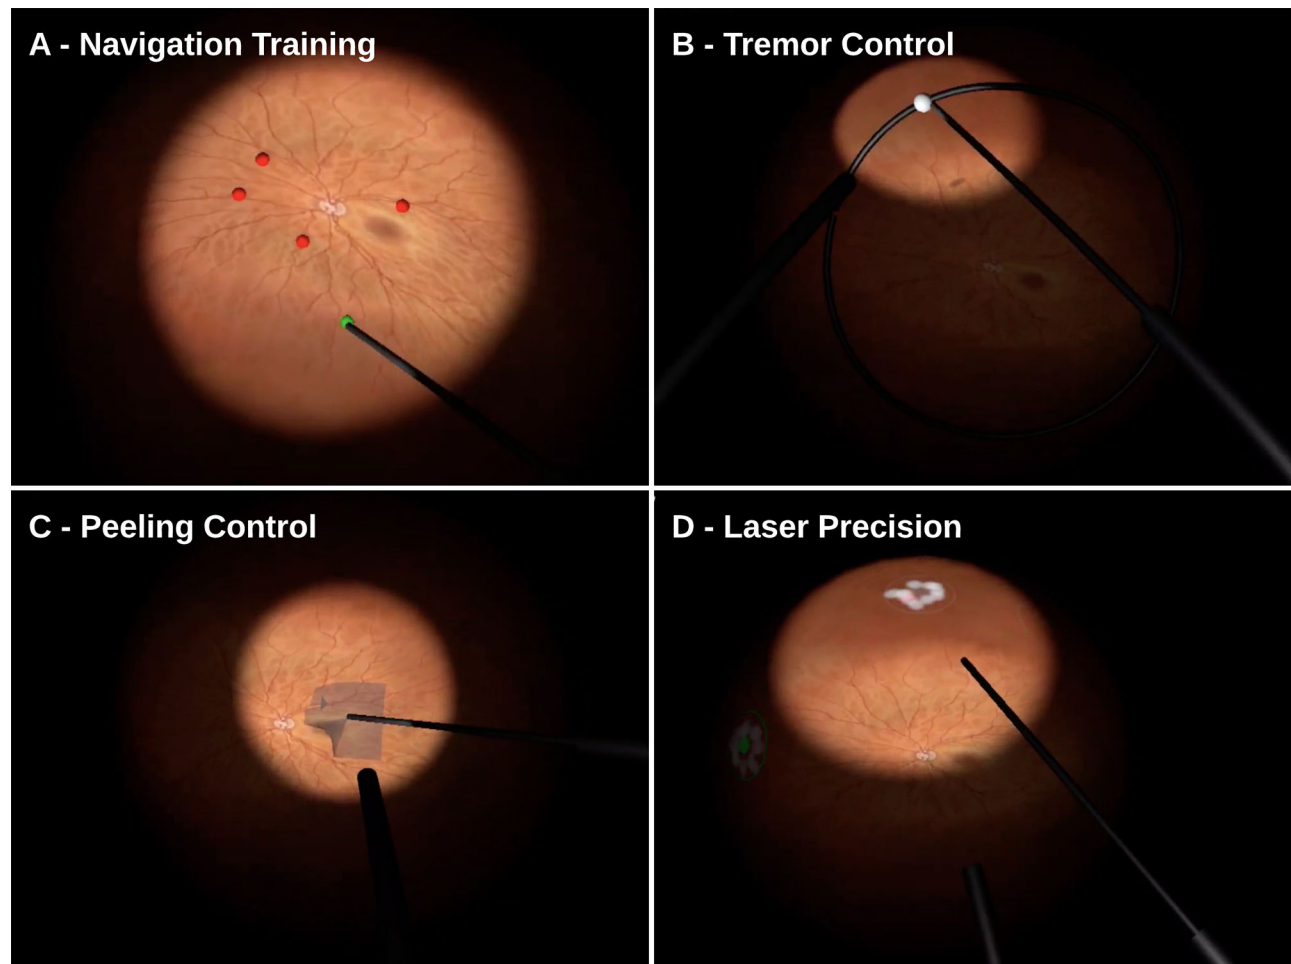 A - Navigation Training
B - Tremor Control
C - Peeling Control
D - Laser Precision